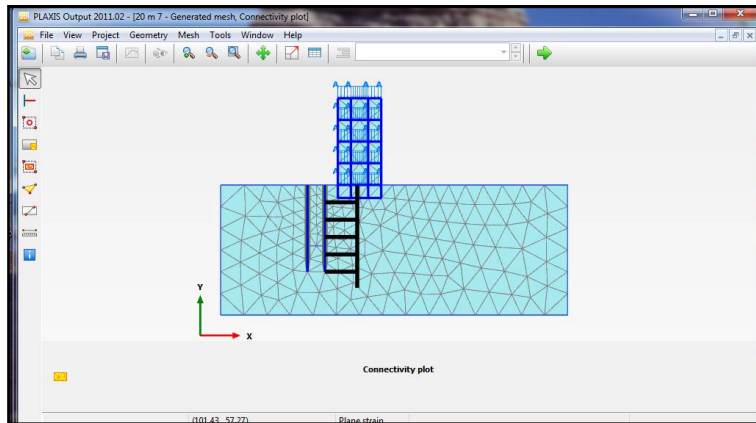 PLAXIS Output 2011.02 - [20 m 7 - Generated mesh, Connectivity plot]
File View Project Geometry Mesh Tools Window Help
A A A A
A
A
A
A
Y
X
Connectivity plot
(101.43 57.27) Plane strain